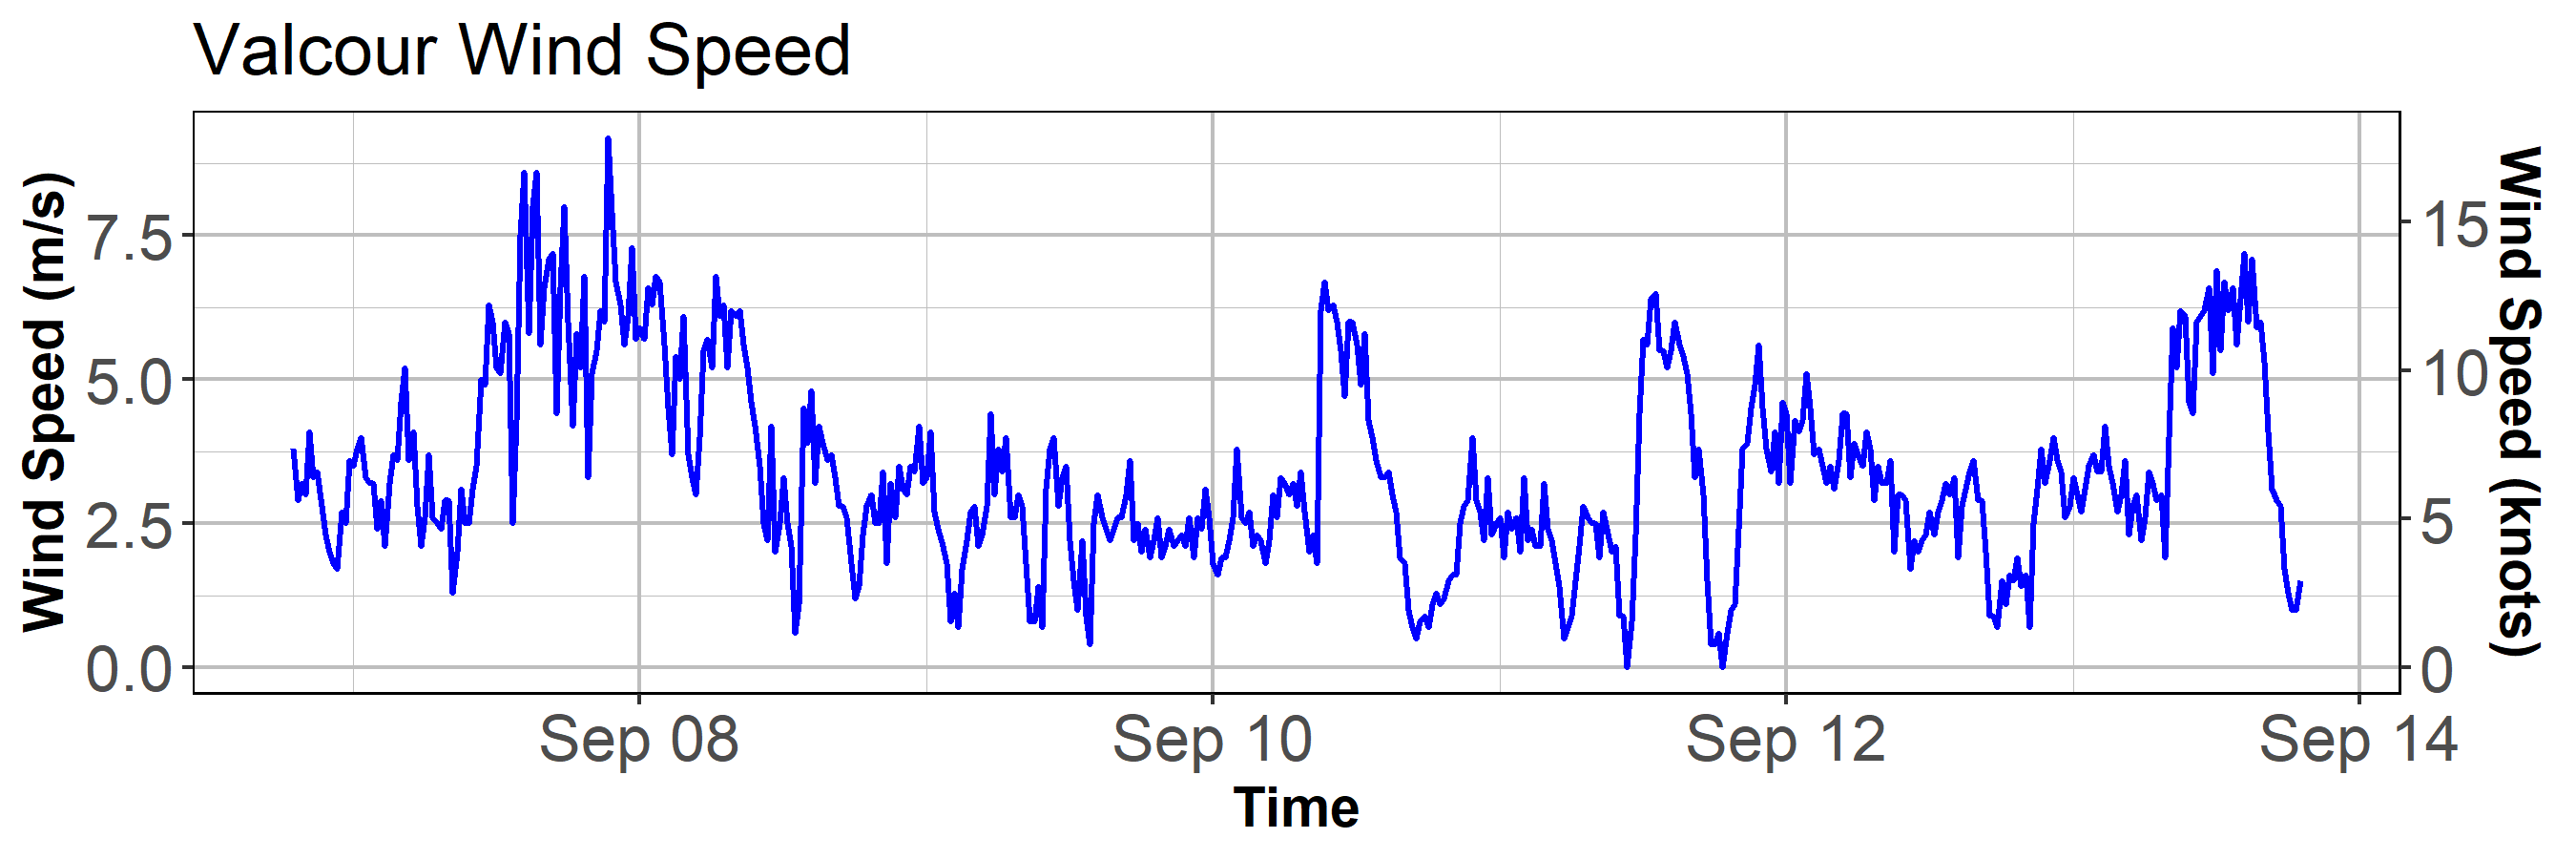 Valcour Wind Speed
Wind Speed (m/s)
7.5
5.0
2.5
0.0
15
10
5
0
Wind Speed (knots)
Sep 08
Sep 10
Sep 12
Sep 14
Time